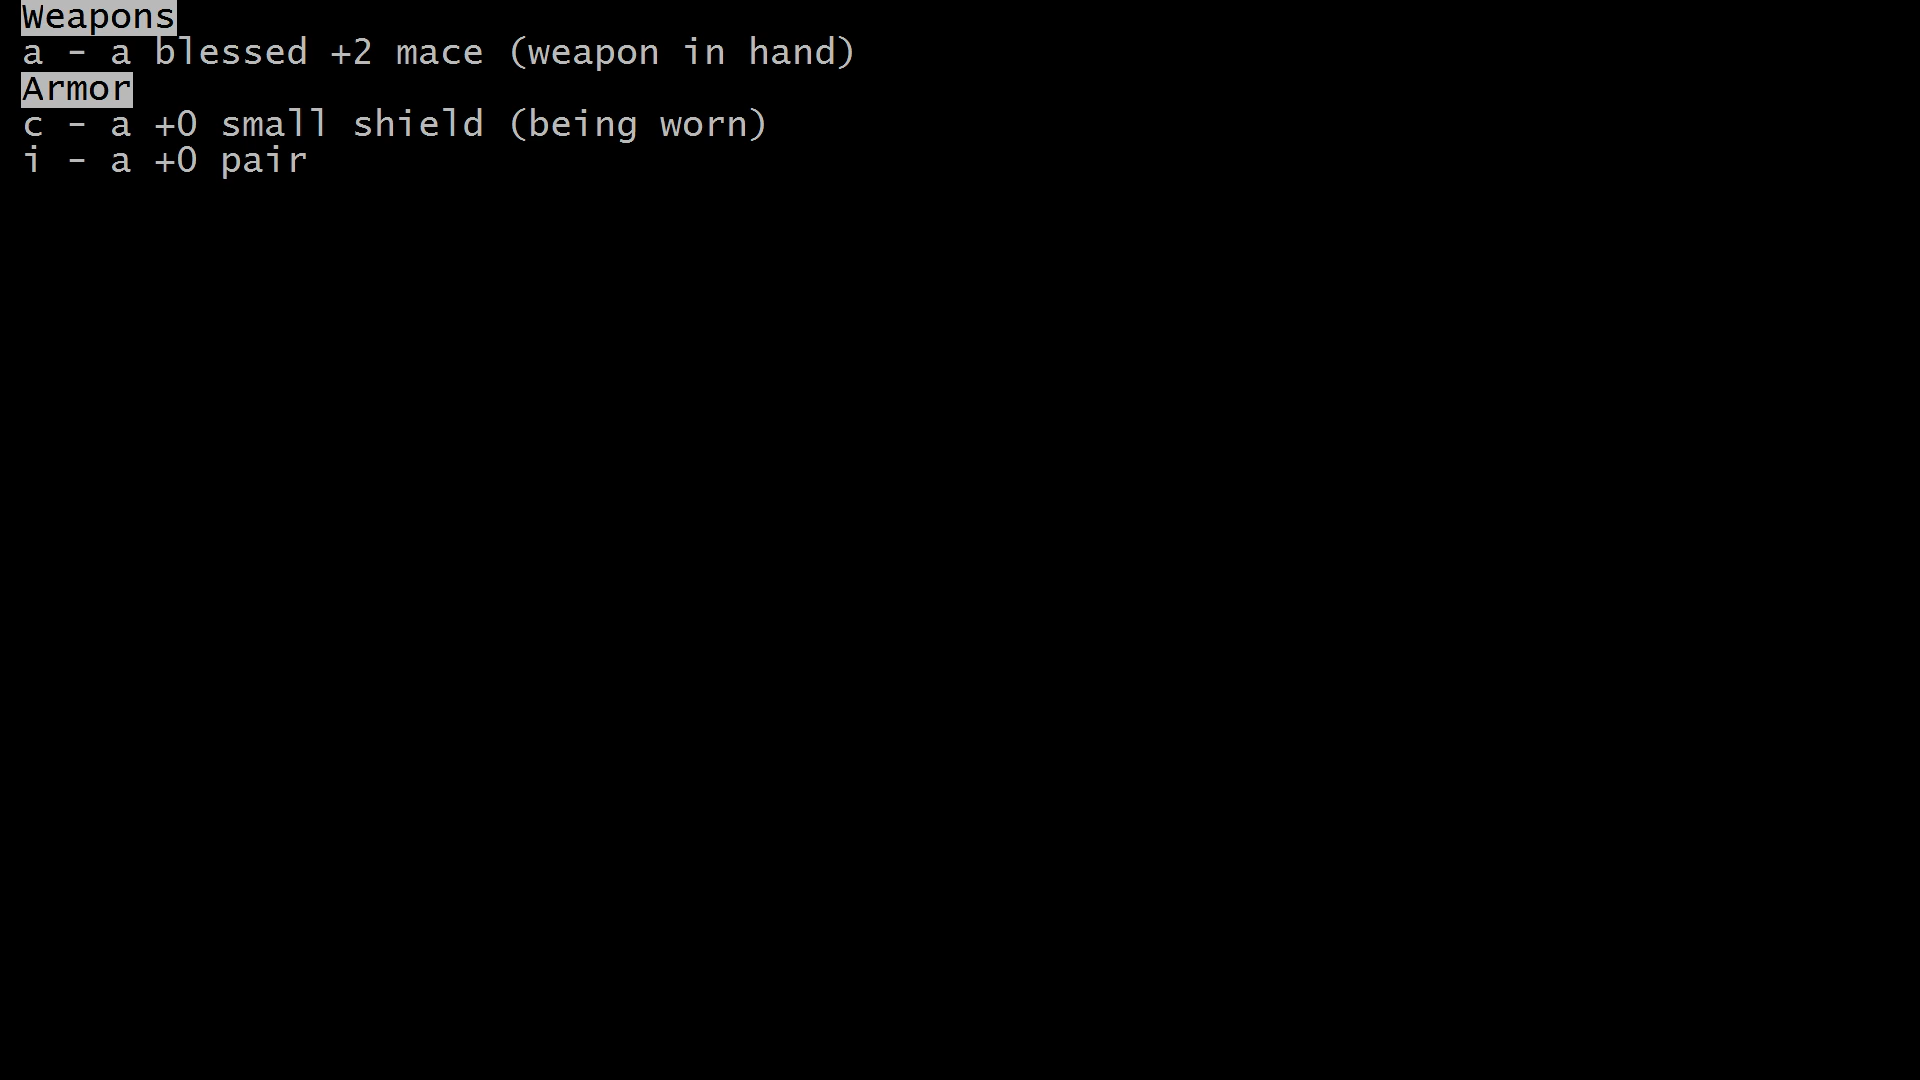 Weapons
a - a blessed +2 mace (weapon in hand)
Armor
c - a +0 small shield (being worn)
i - a +0 pair